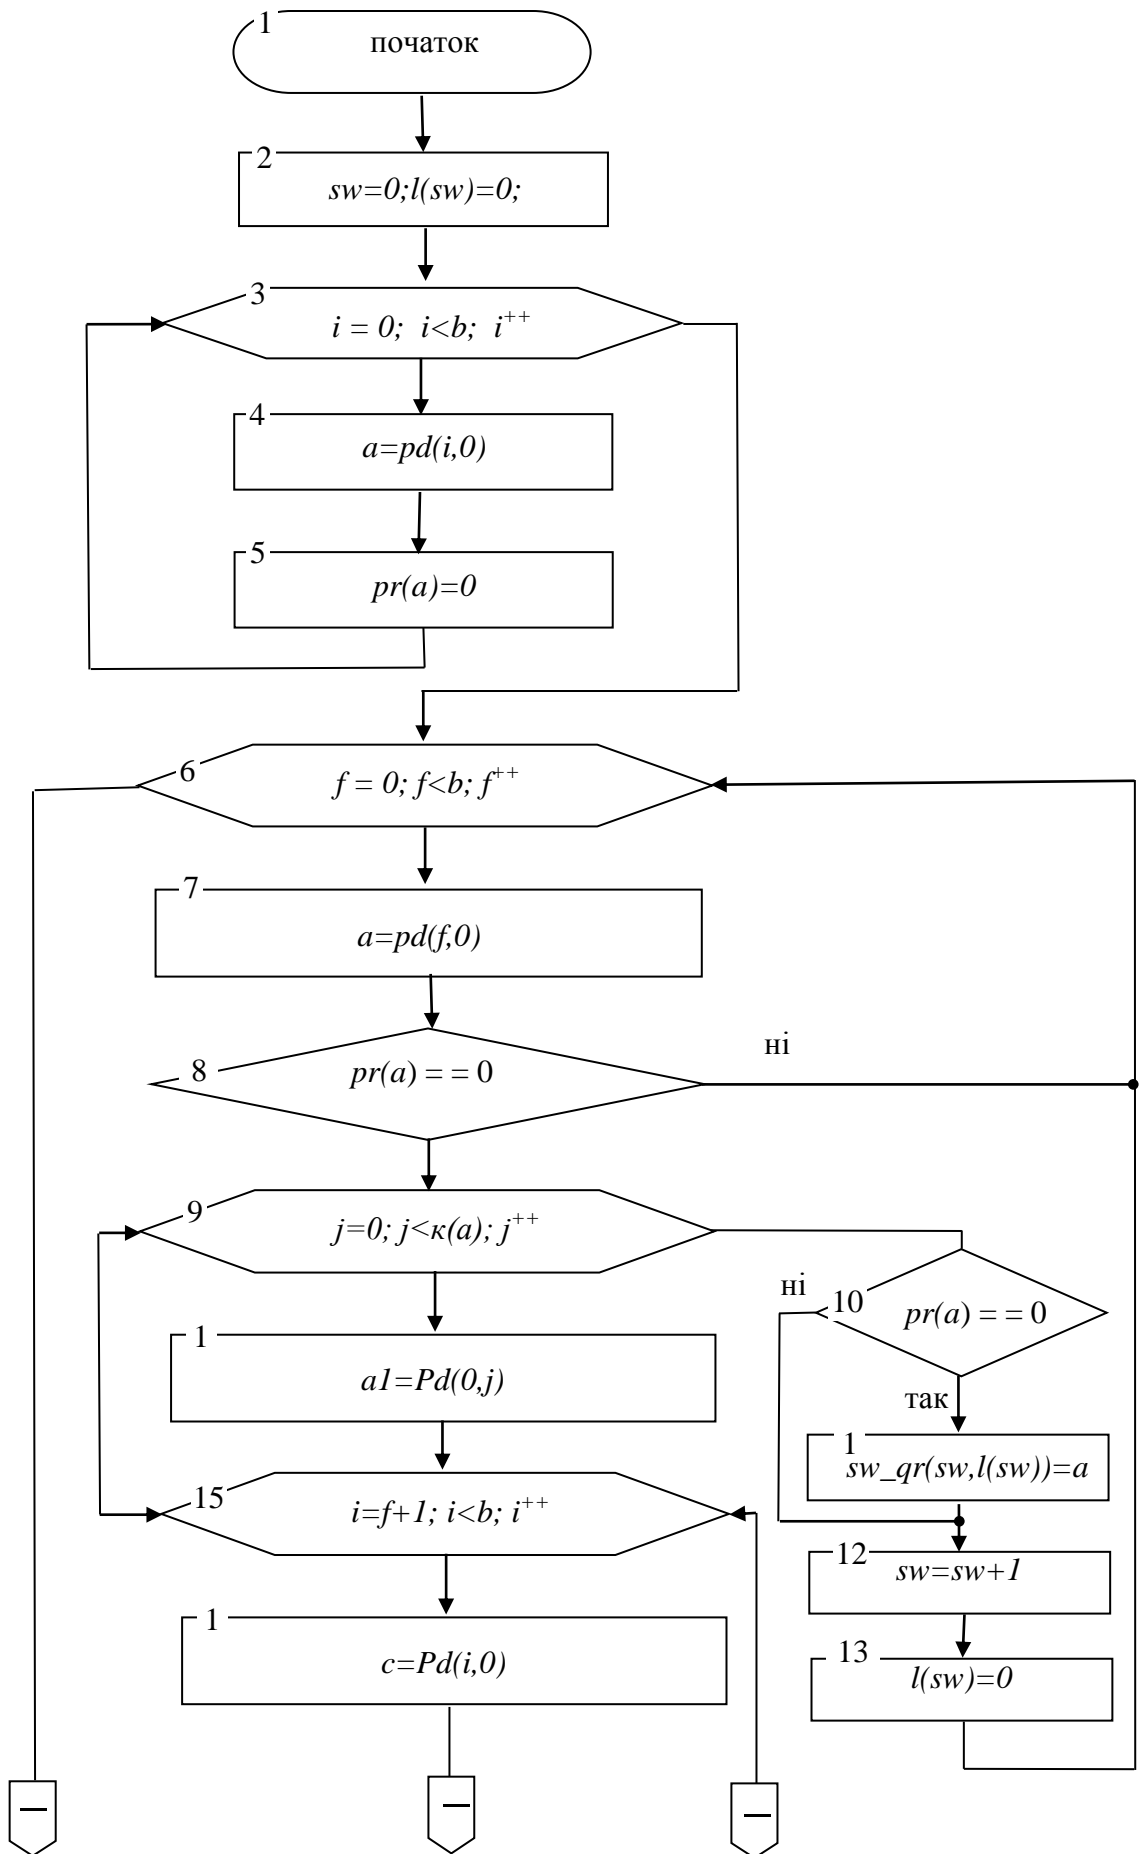 1
початок
2
sw=0;l(sw)=0;
3
i = 0; i<b; i++
4
a=pd(i,0)
5
pr(a)=0
6
f = 0; f<b; f++
7
a=pd(f,0)
8
pr(a) = = 0
ні
9
j=0; j<к(a); j++
ні
10
pr(a) = = 0
так
1
a1=Pd(0,j)
1
sw_qr(sw,l(sw))=a
15
i=f+1; i<b; i++
12
sw=sw+1
1
c=Pd(i,0)
13
l(sw)=0